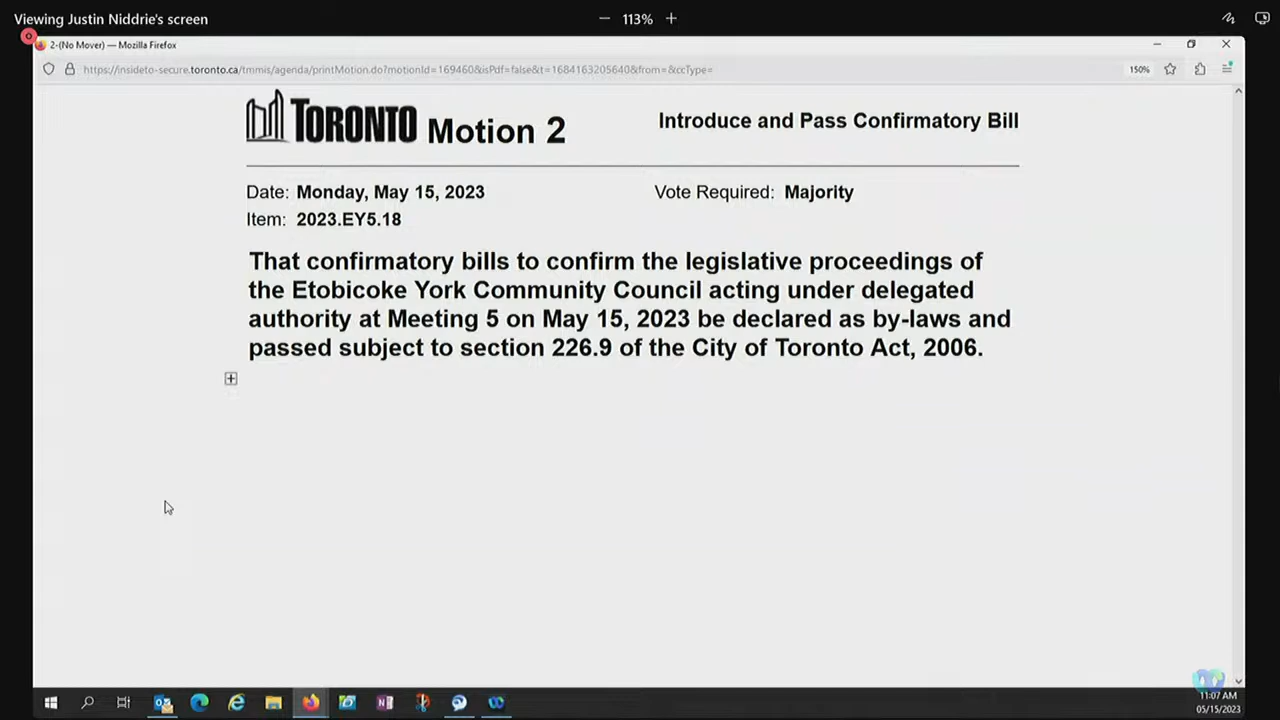 Viewing Justin Niddrie's screen
113%
2-(No Mover) — Mozilla Firefox
https://insideto-secure.toronto.ca/tmmis/agenda/printMotion.do?motionId=169460&isPdf=false&t=1684163205640&from=&ccType=
150%
TORONTO Motion 2
Introduce and Pass Confirmatory Bill
Date: Monday, May 15, 2023
Vote Required: Majority
Item: 2023.EY5.18
That confirmatory bills to confirm the legislative proceedings of
the Etobicoke York Community Council acting under delegated
authority at Meeting 5 on May 15, 2023 be declared as by-laws and
passed subject to section 226.9 of the City of Toronto Act, 2006.
11:07 AM
05/15/2023